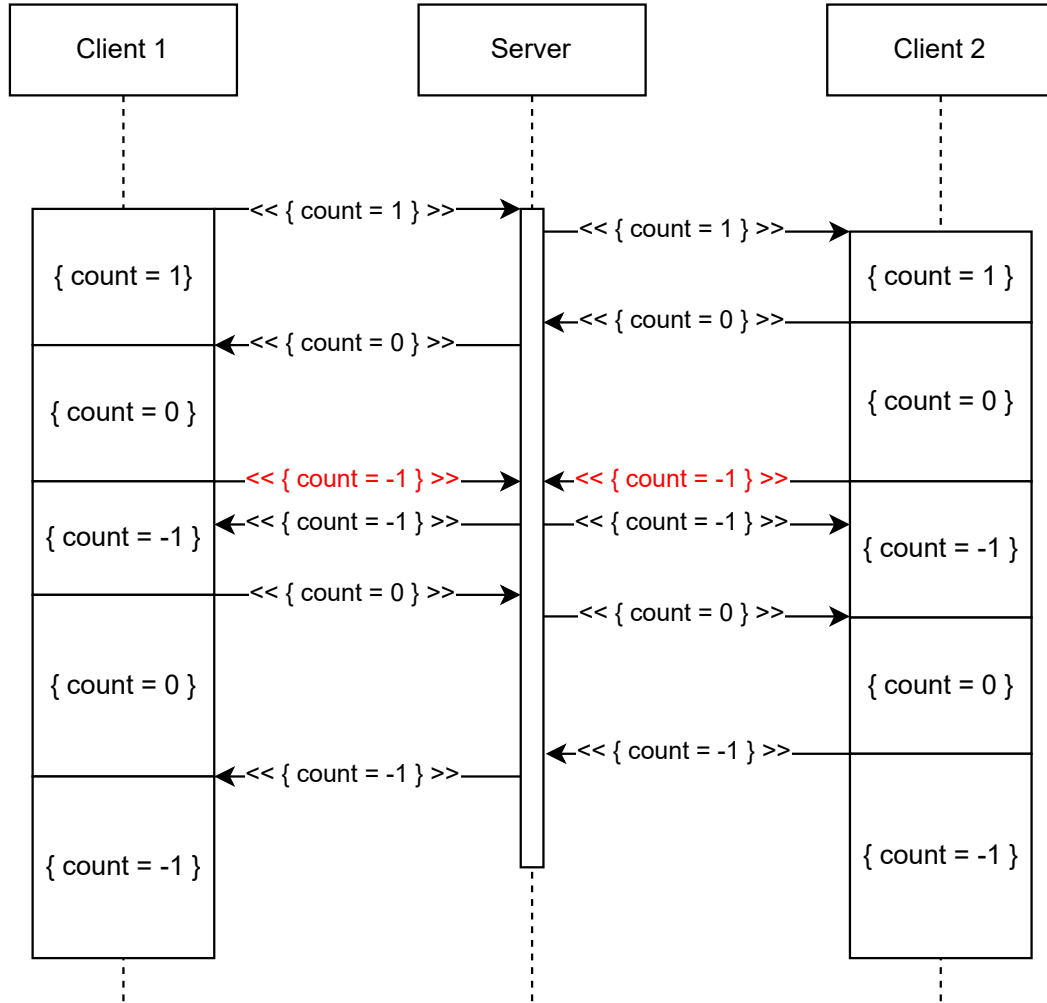 Client 1
Server
Client 2
<< { count = 1 } >>
<< { count = 1 } >>
{ count = 1}
{ count = 1 }
<< { count = 0 } >>
<< { count = 0 } >>
{ count = 0 }
{ count = 0 }
<< { count = -1 } >>
<< { count = -1 } >>
<< { count = -1 } >>
<< { count = -1 } >>
{ count = -1 }
{ count = -1 }
<< { count = 0 } >>
<< { count = 0 } >>
{ count = 0 }
{ count = 0 }
<< { count = -1 } >>
<< { count = -1 } >>
{ count = -1 }
{ count = -1 }